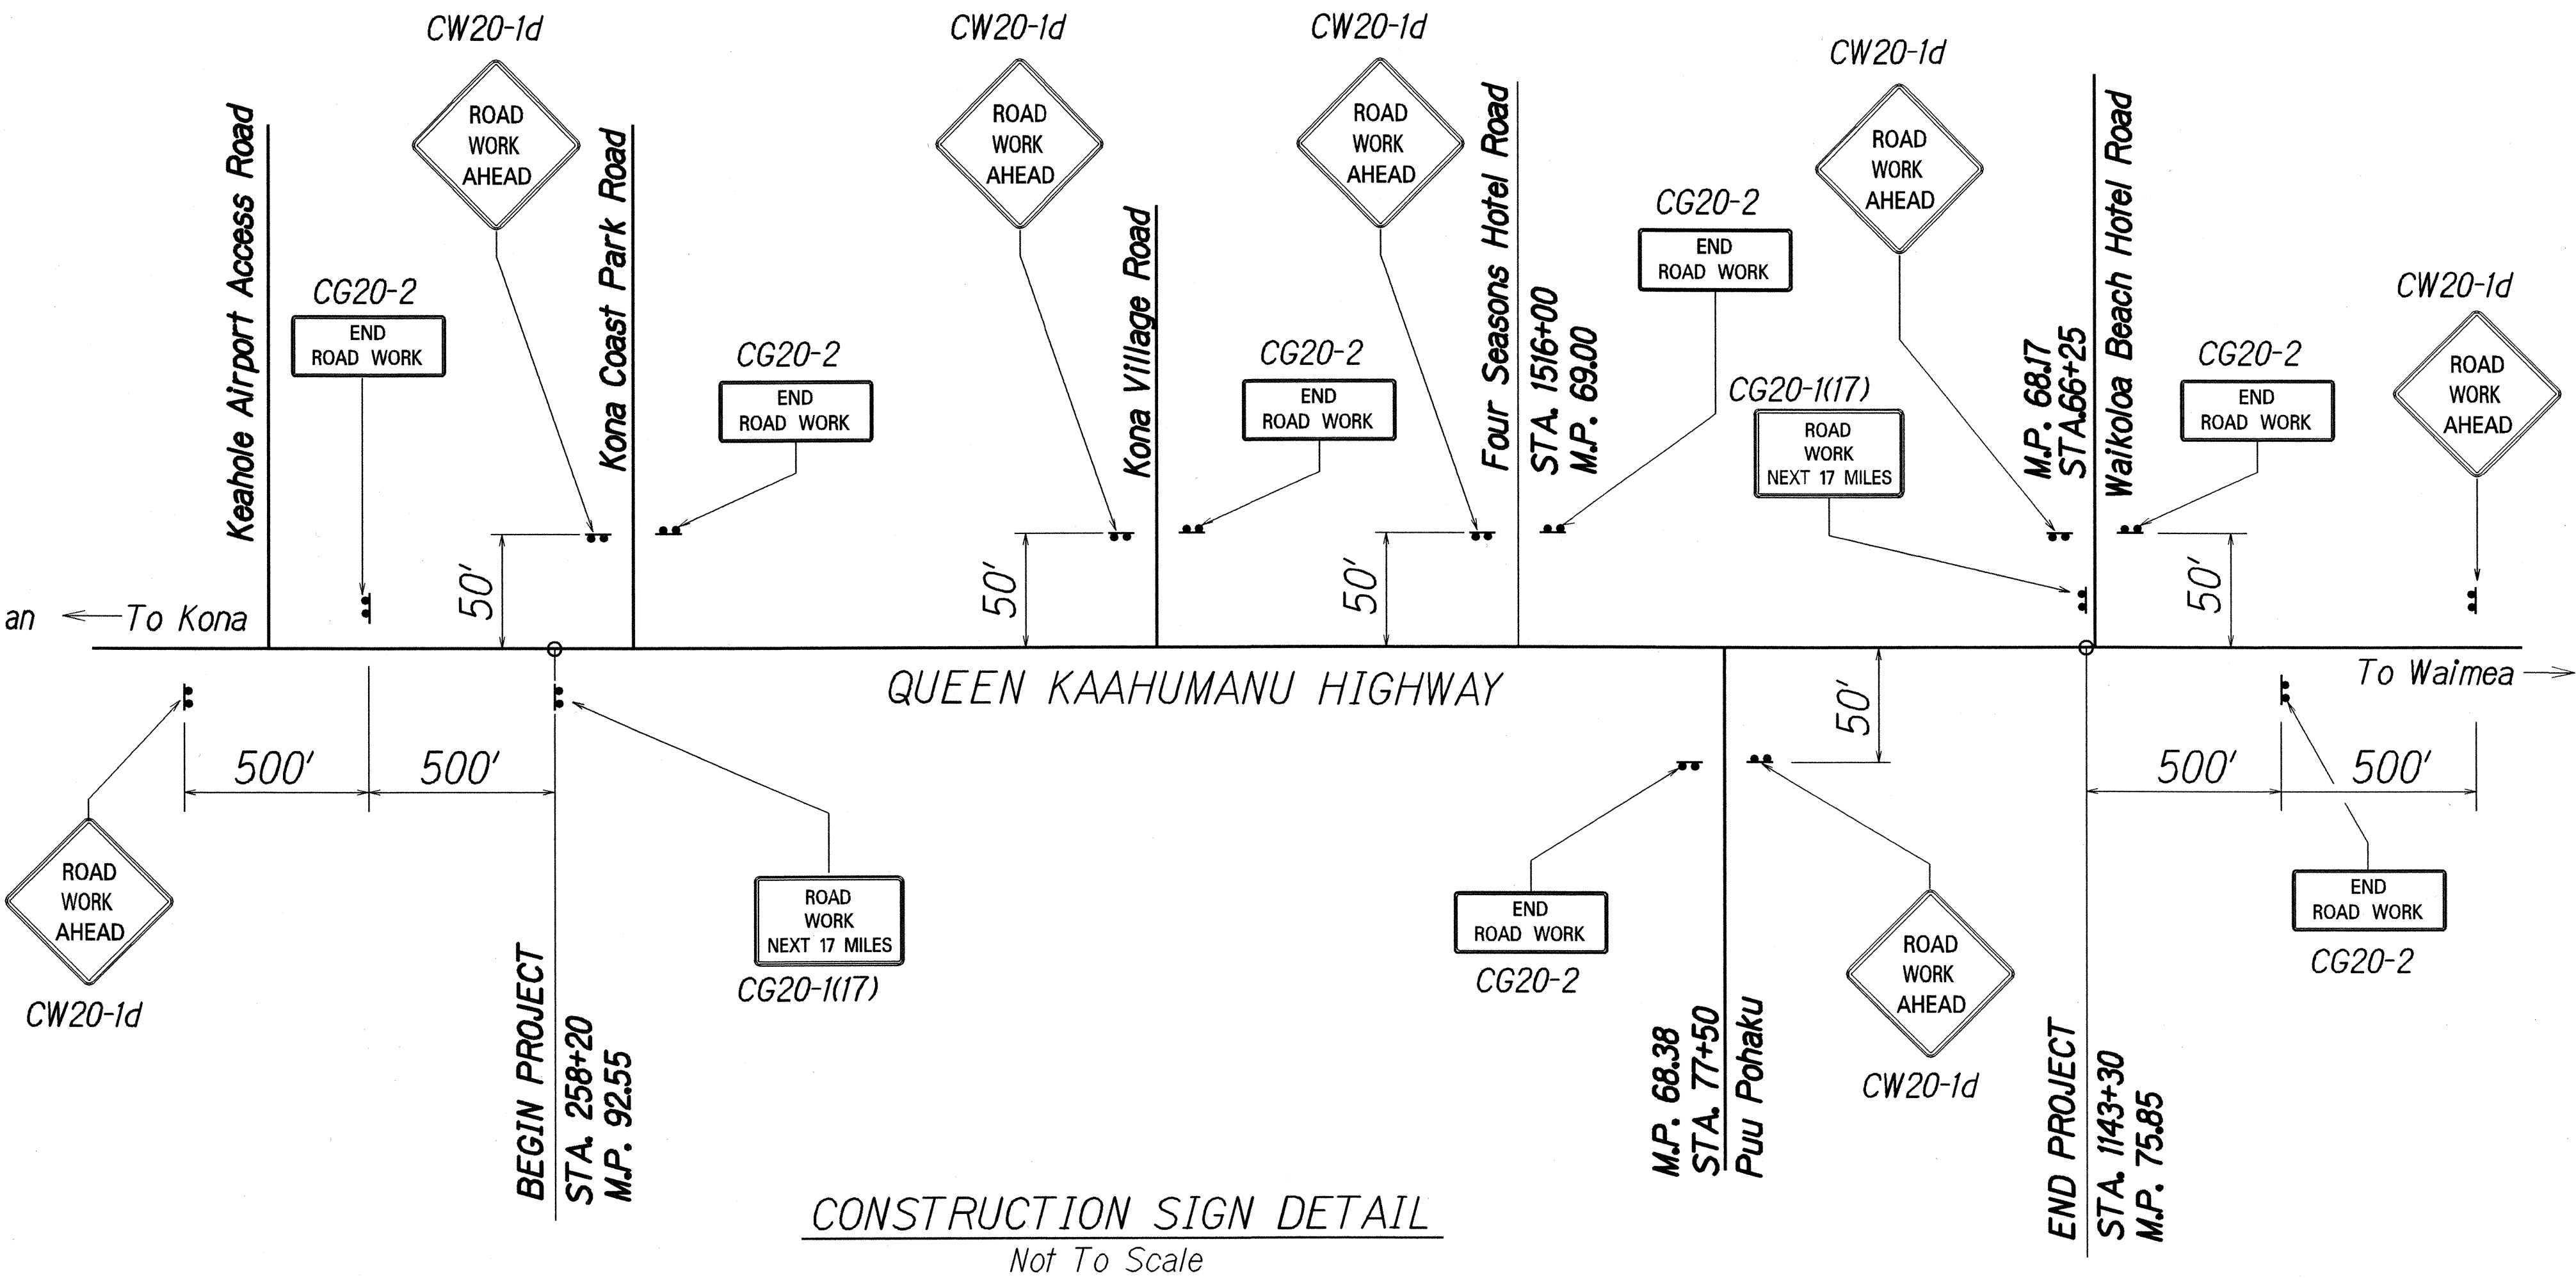 CW20-1d
ROAD
WORK
AHEAD
CW20-1d
ROAD
WORK
AHEAD
CW20-1d
ROAD
WORK
AHEAD
CW20-1d
ROAD
WORK
AHEAD
Keahole Airport Access Road
CG20-2
END
ROAD WORK
Kona Coast Park Road
CG20-2
END
ROAD WORK
Kona Village Road
CG20-2
END
ROAD WORK
Four Seasons Hotel Road
STA. 1516+00
M.P. 69.00
CG20-2
END
ROAD WORK
CG20-1(17)
ROAD
WORK
NEXT 17 MILES
M.P. 68.17
STA.66+25
Waikoloa Beach Hotel Road
CG20-2
END
ROAD WORK
CW20-1d
ROAD
WORK
AHEAD
50'
50'
50'
50'
an
To Kona
QUEEN KAAHUMANU HIGHWAY
To Waimea
50'
500'
500'
500'
500'
ROAD
WORK
AHEAD
CW20-1d
BEGIN PROJECT
STA. 258+20
M.P. 92.55
ROAD
WORK
NEXT 17 MILES
CG20-1(17)
END
ROAD WORK
CG20-2
M.P. 68.38
STA. 77+50
Puu Pohaku
ROAD
WORK
AHEAD
CW20-1d
END PROJECT
STA. 1143+30
M.P. 75.85
END
ROAD WORK
CG20-2
CONSTRUCTION SIGN DETAIL
Not To Scale